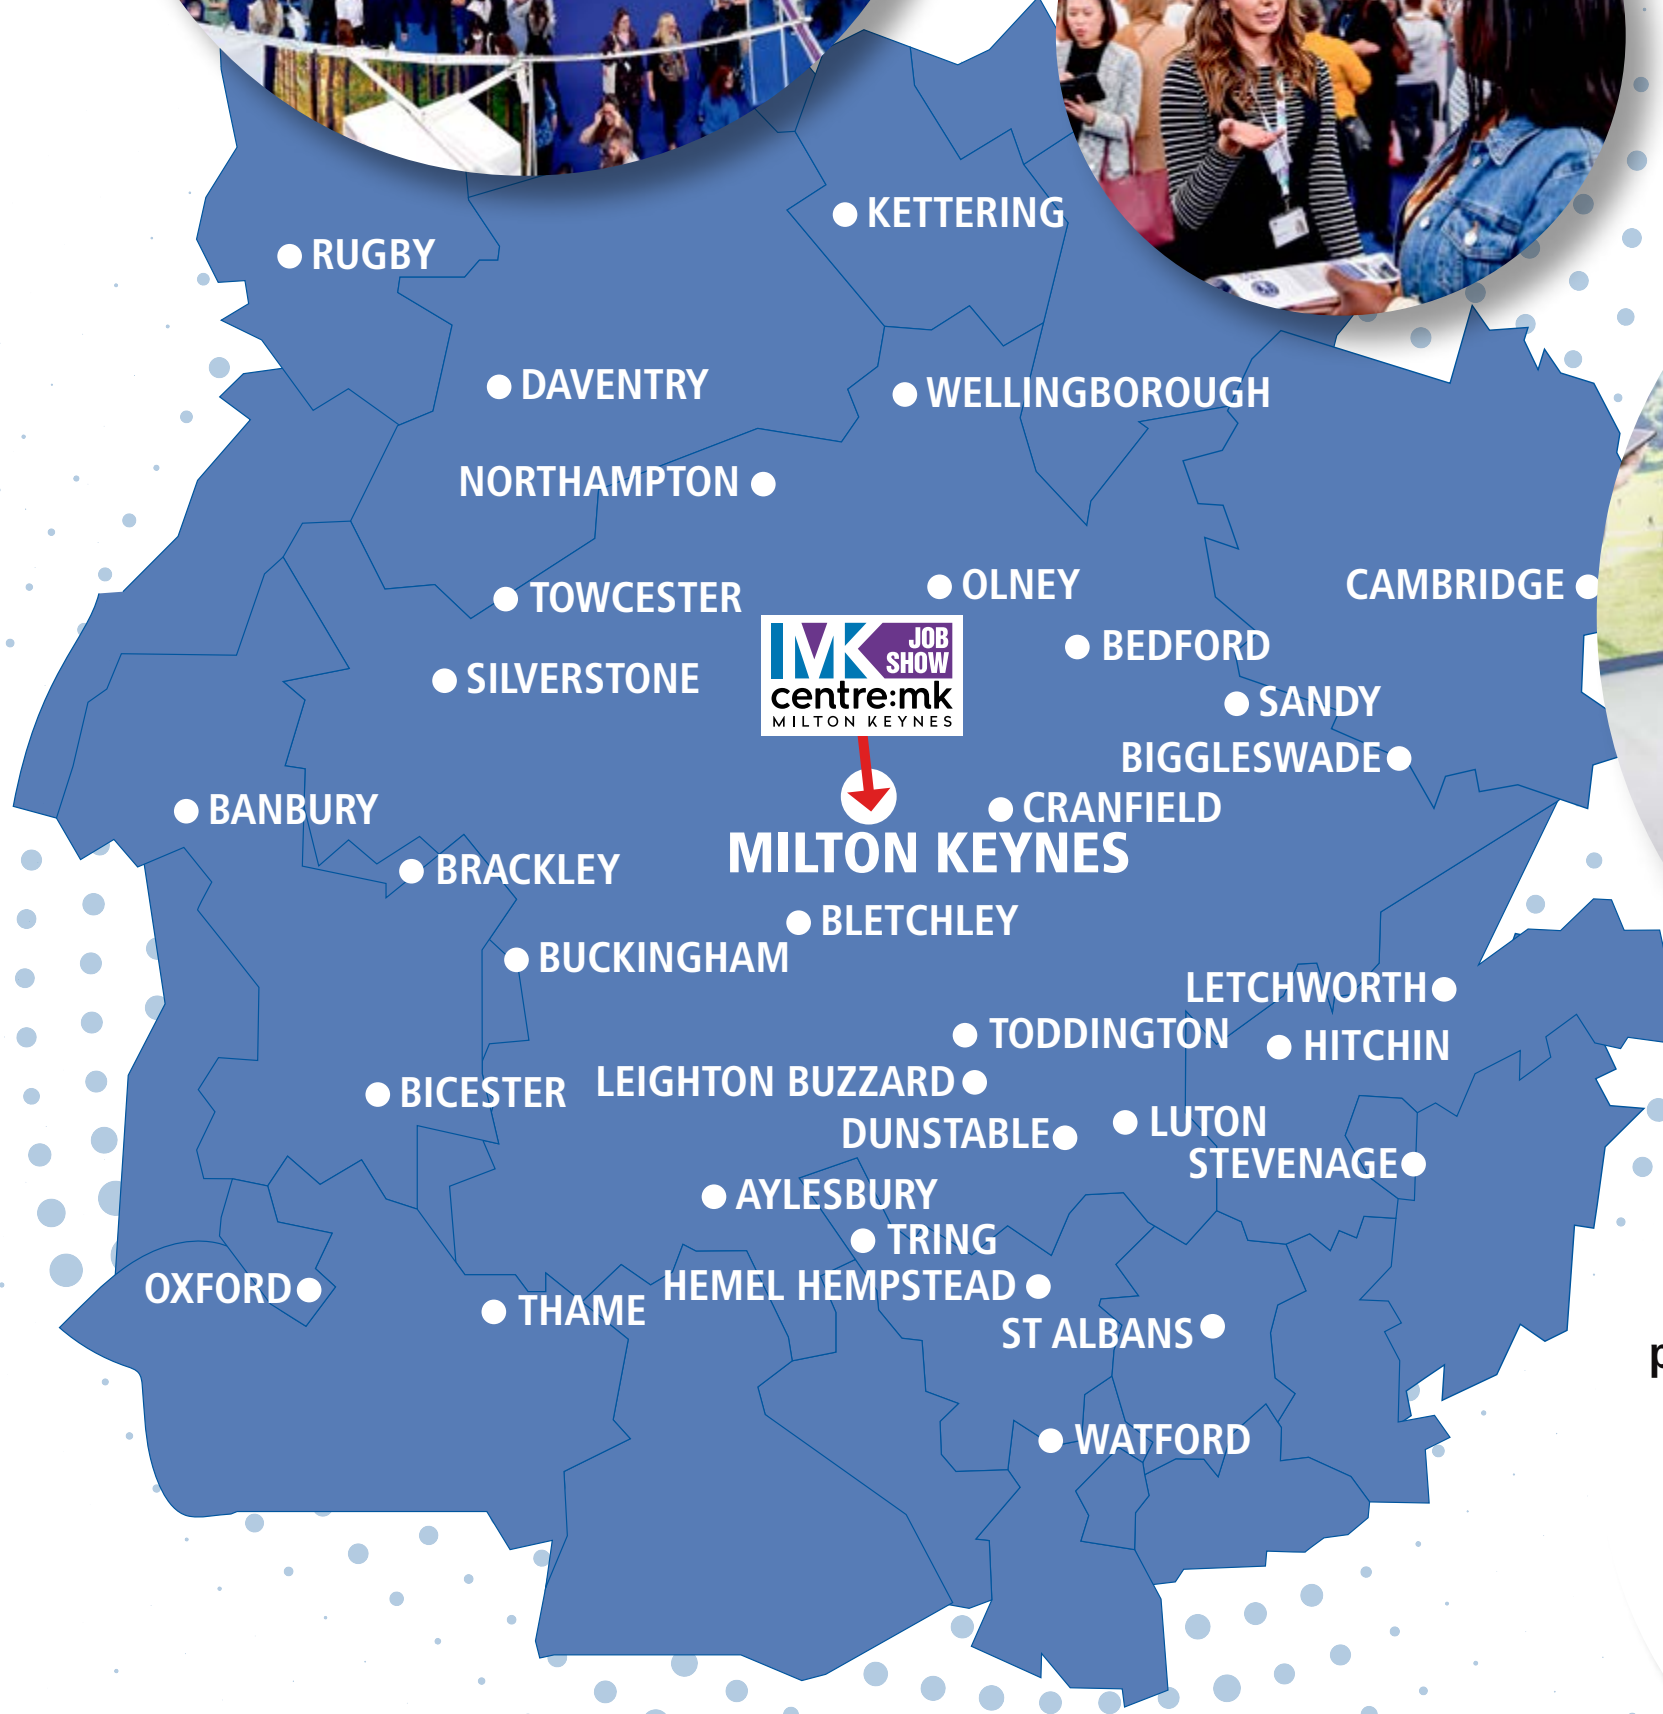 KETTERING
RUGBY
DAVENTRY
WELLINGBOROUGH
NORTHAMPTON
TOWCESTER
OLNEY
CAMBRIDGE
MK JOB
SHOW
centre:mk
MILTON KEYNES
BEDFORD
SILVERSTONE
SANDY
BIGGLESWADE
BANBURY
CRANFIELD
MILTON KEYNES
BRACKLEY
BLETCHLEY
BUCKINGHAM
LETCHWORTH
TODDINGTON
HITCHIN
LEIGHTON BUZZARD
BICESTER
LUTON
DUNSTABLE
STEVENAGE
AYLESBURY
TRING
HEMEL HEMPSTEAD
OXFORD
THAME
ST ALBANS
p
WATFORD